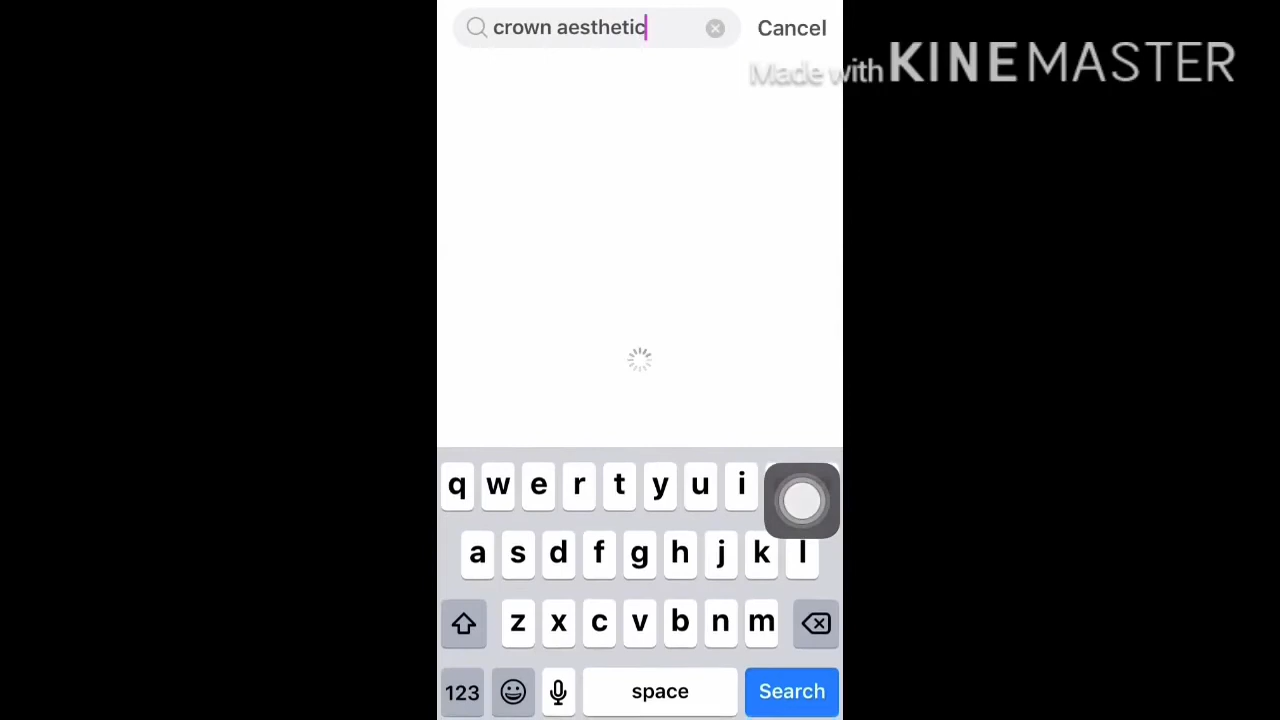 crown aesthetic
Cancel
Made with KINEMASTER
q w e r t y u i
a s d f g h j k l
z x c v b n m
123
space
Search